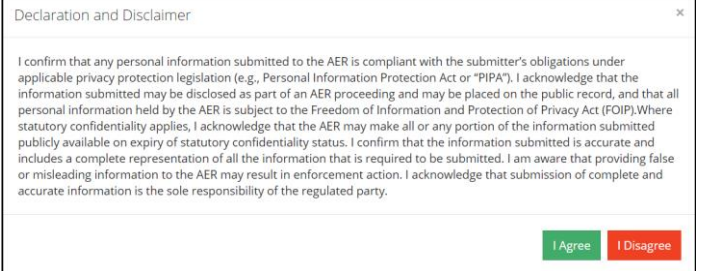 Declaration and Disclaimer ×
I confirm that any personal information submitted to the AER is compliant with the submitter's obligations under
applicable privacy protection legislation (e.g., Personal Information Protection Act or "PIPA"). I acknowledge that the
information submitted may be disclosed as part of an AER proceeding and may be placed on the public record, and that all
personal information held by the AER is subject to the Freedom of Information and Protection of Privacy Act (FOIP).Where
statutory confidentiality applies, I acknowledge that the AER may make all or any portion of the information submitted
publicly available on expiry of statutory confidentiality status. I confirm that the information submitted is accurate and
includes a complete representation of all the information that is required to be submitted. I am aware that providing false
or misleading information to the AER may result in enforcement action. I acknowledge that submission of complete and
accurate information is the sole responsibility of the regulated party.
I Agree I Disagree